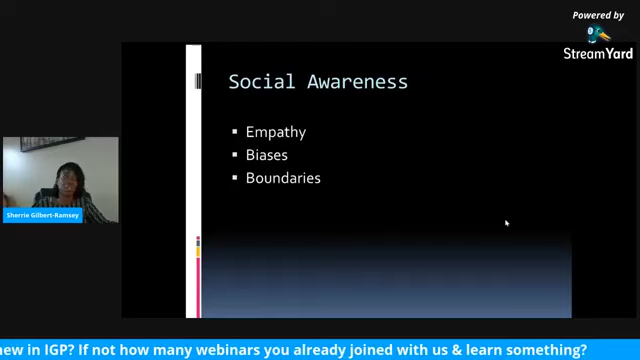 Powered by
StreamYard
Social Awareness
Empathy
Biases
Boundaries
Sherrie Gilbert-Ramsey
new in IGP? If not how many webinars you already joined with us & learn something?